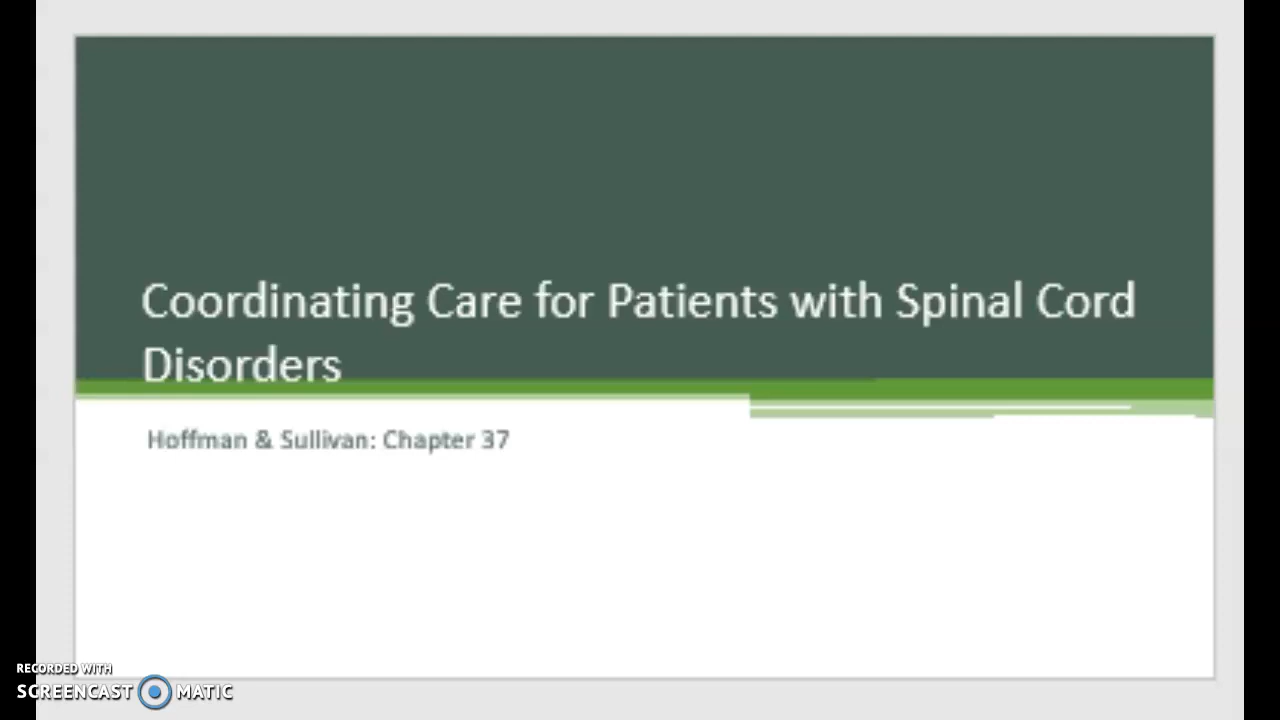 Coordinating Care for Patients with Spinal Cord
Disorders
Hoffman & Sullivan: Chapter 37
RECORDED WITH
SCREENCAST MATIC